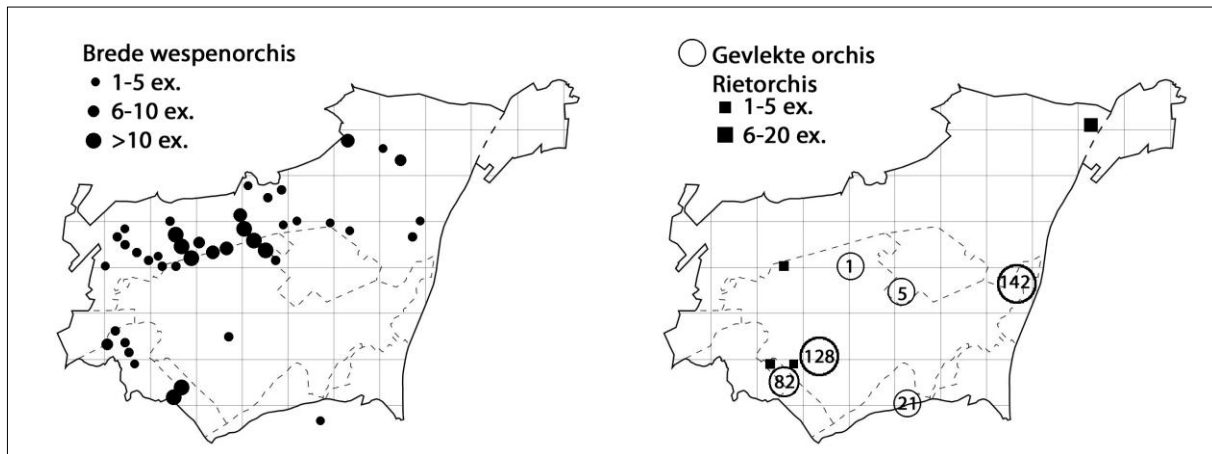 Brede wespenorchis
1-5 ex.
6-10 ex.
>10 ex.
Gevlekte orchis
Rietorchis
1-5 ex.
6-20 ex.
1
5
142
128
82
21